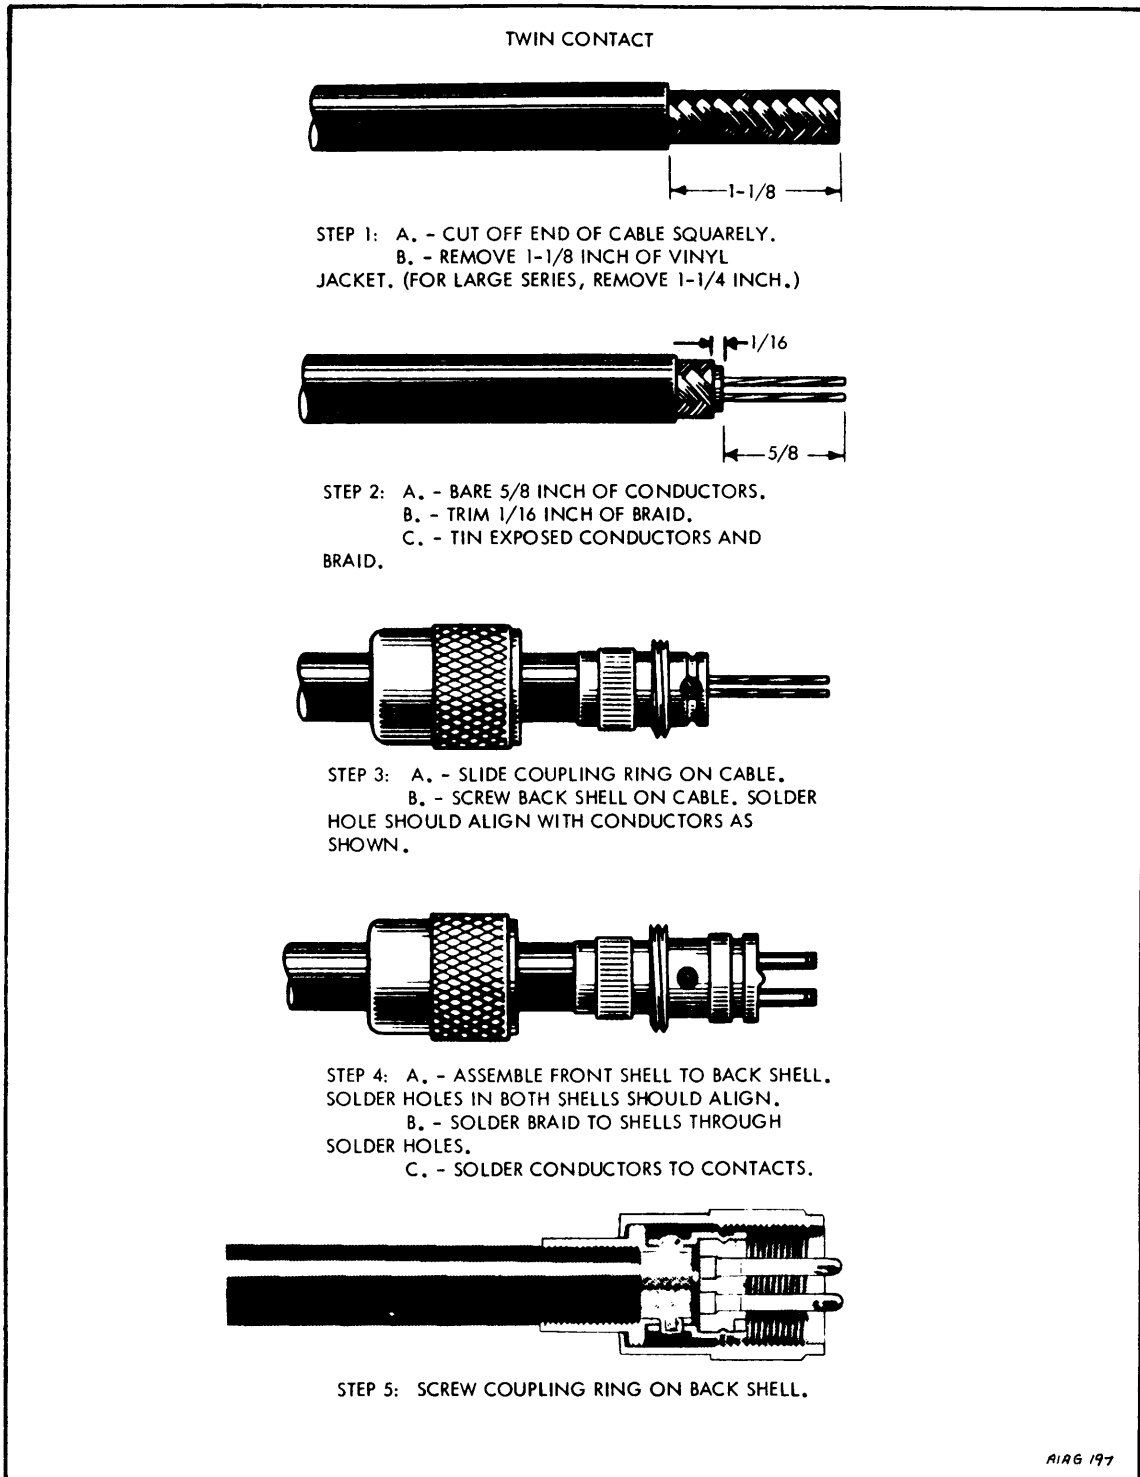 TWIN CONTACT
1-1/8
STEP 1: A. - CUT OFF END OF CABLE SQUARELY.
B. - REMOVE 1-1/8 INCH OF VINYL
JACKET. (FOR LARGE SERIES, REMOVE 1-1/4 INCH.)
1/16
5/8
STEP 2: A. - BARE 5/8 INCH OF CONDUCTORS.
B. - TRIM 1/16 INCH OF BRAID.
C. - TIN EXPOSED CONDUCTORS AND
BRAID.
STEP 3: A. - SLIDE COUPLING RING ON CABLE.
B. - SCREW BACK SHELL ON CABLE. SOLDER
HOLE SHOULD ALIGN WITH CONDUCTORS AS
SHOWN.
STEP 4: A. - ASSEMBLE FRONT SHELL TO BACK SHELL.
SOLDER HOLES IN BOTH SHELLS SHOULD ALIGN.
B. - SOLDER BRAID TO SHELLS THROUGH
SOLDER HOLES.
C. - SOLDER CONDUCTORS TO CONTACTS.
STEP 5: SCREW COUPLING RING ON BACK SHELL.
AIAG 197